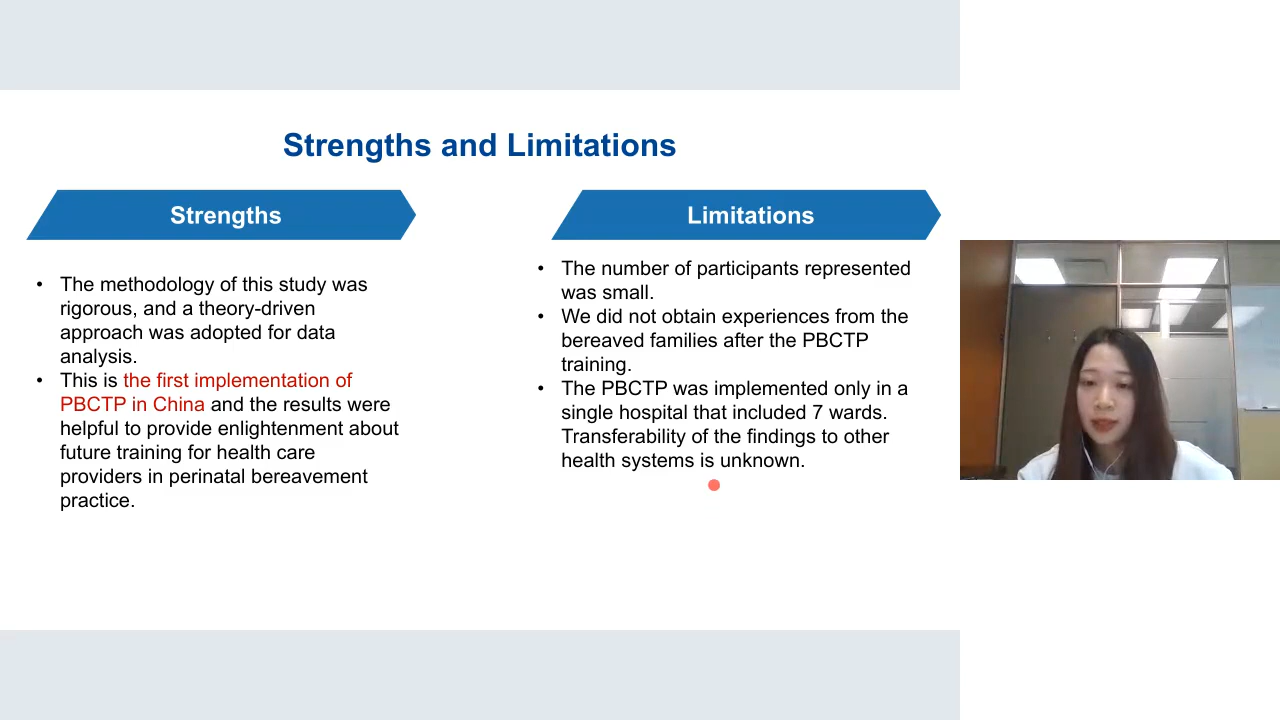 Strengths and Limitations
Strengths
• The methodology of this study was
rigorous, and a theory-driven
approach was adopted for data
analysis.
• This is the first implementation of
PBCTP in China and the results were
helpful to provide enlightenment about
future training for health care
providers in perinatal bereavement
practice.
Limitations
• The number of participants represented
was small.
• We did not obtain experiences from the
bereaved families after the PBCTP
training.
• The PBCTP was implemented only in a
single hospital that included 7 wards.
Transferability of the findings to other
health systems is unknown.